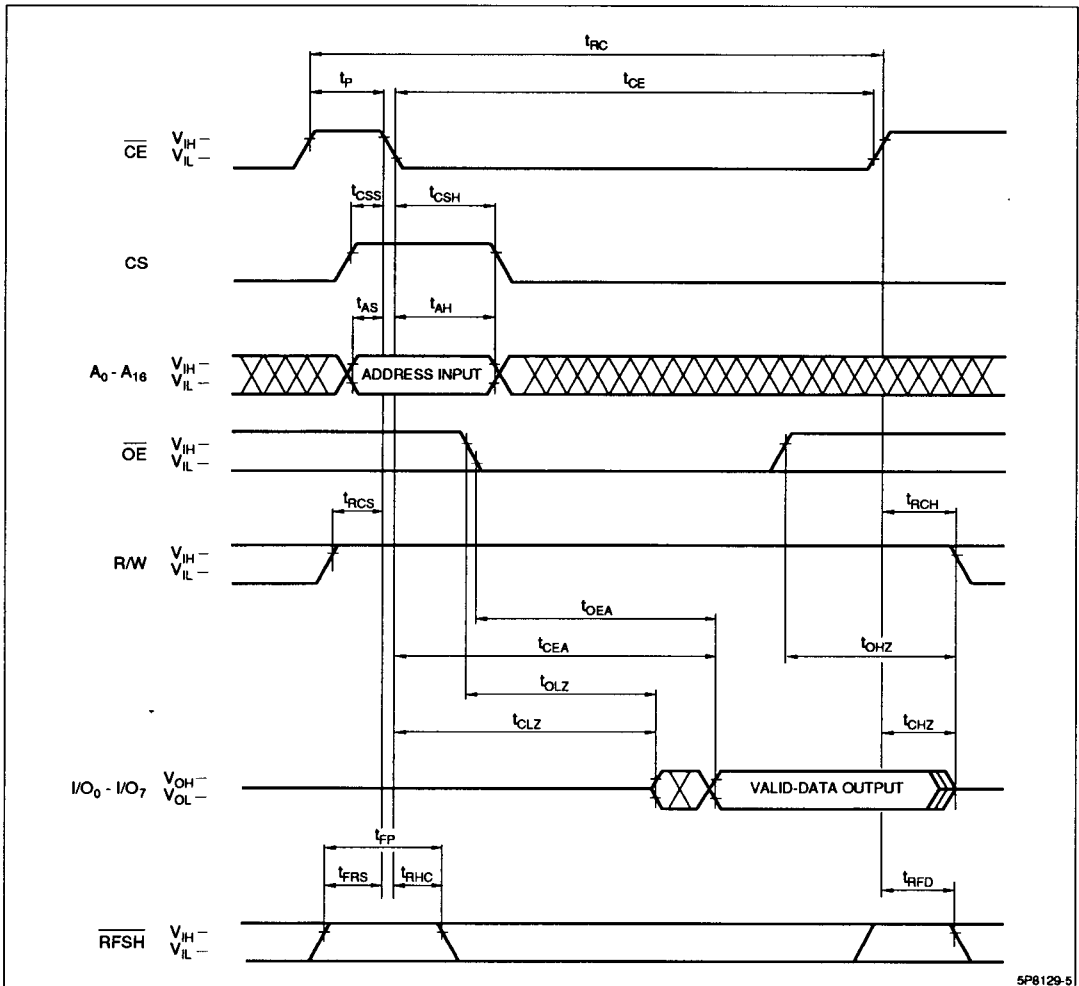 tRC
tP tCE
CE VIH
VIL
tCSS tCSH
CS
tAS tAH
A0 - A16 VIH
VIL
ADDRESS INPUT
OE VIH
VIL
tRCS tRCH
R/W VIH
VIL
tOEA
tCEA tOHZ
tOLZ
tCLZ tCHZ
I/O0 - I/O7 VOH
VOL
VALID-DATA OUTPUT
tFP
tFRS tRHC tRFD
RFSH VIH
VIL
5P8129-5